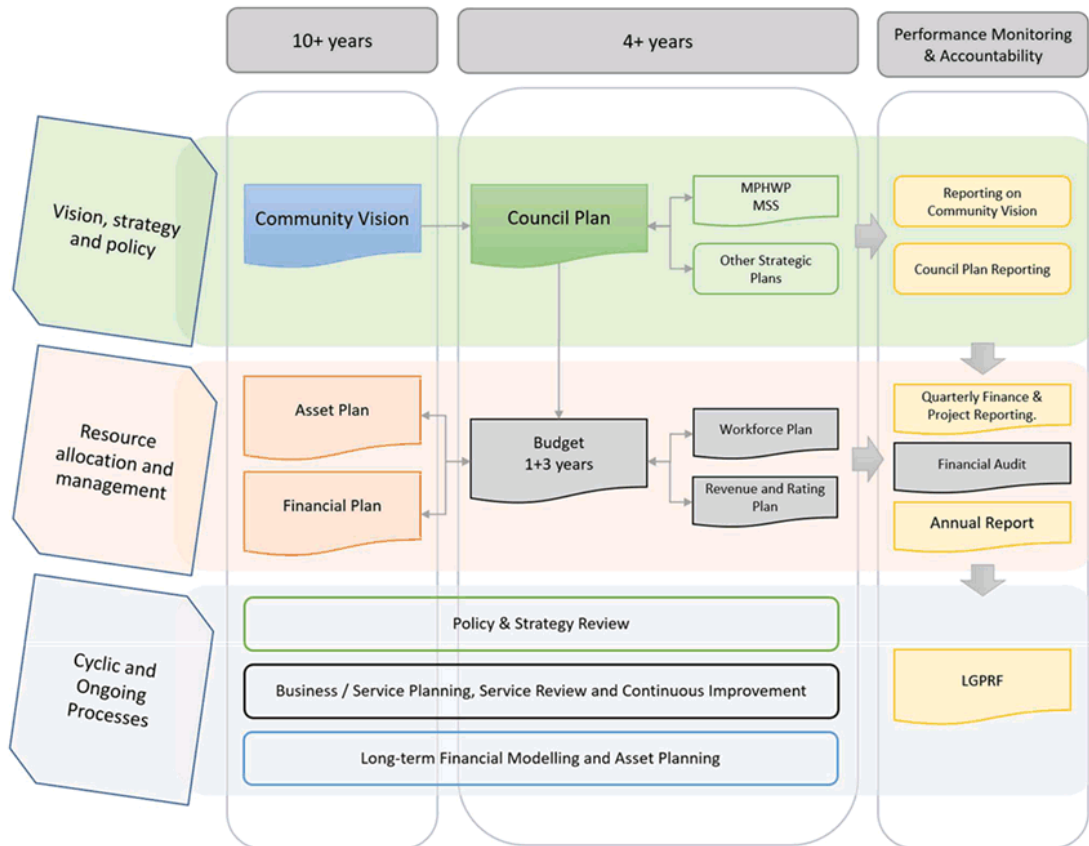 10+ years
4+ years
Performance Monitoring
& Accountability
Vision, strategy
and policy
Community Vision
Council Plan
MPHWP
MSS
Other Strategic
Plans
Reporting on
Community Vision
Council Plan Reporting
Resource
allocation and
management
Asset Plan
Financial Plan
Budget
1+3 years
Workforce Plan
Revenue and Rating
Plan
Quarterly Finance &
Project Reporting.
Financial Audit
Annual Report
Cyclic and
Ongoing
Processes
Policy & Strategy Review
Business / Service Planning, Service Review and Continuous Improvement
Long-term Financial Modelling and Asset Planning
LGPRF